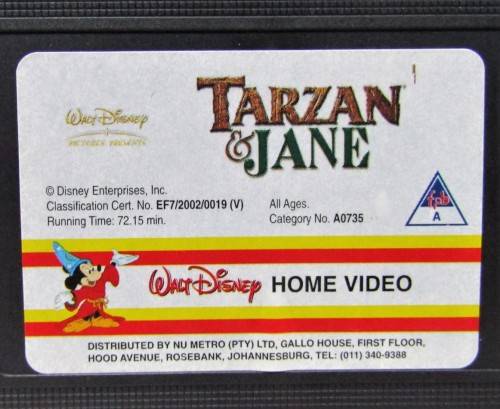 WALT DISNEY
PICTURES PRESENTS
TARZAN
& JANE
© Disney Enterprises, Inc.
Classification Cert. No. EF7/2002/0019 (V)
All Ages.
Running Time: 72.15 min.
Category No. A0735
fpb
A
WALT DISNEY HOME VIDEO
DISTRIBUTED BY NU METRO (PTY) LTD, GALLO HOUSE, FIRST FLOOR,
HOOD AVENUE, ROSEBANK, JOHANNESBURG, TEL: (011) 340-9388